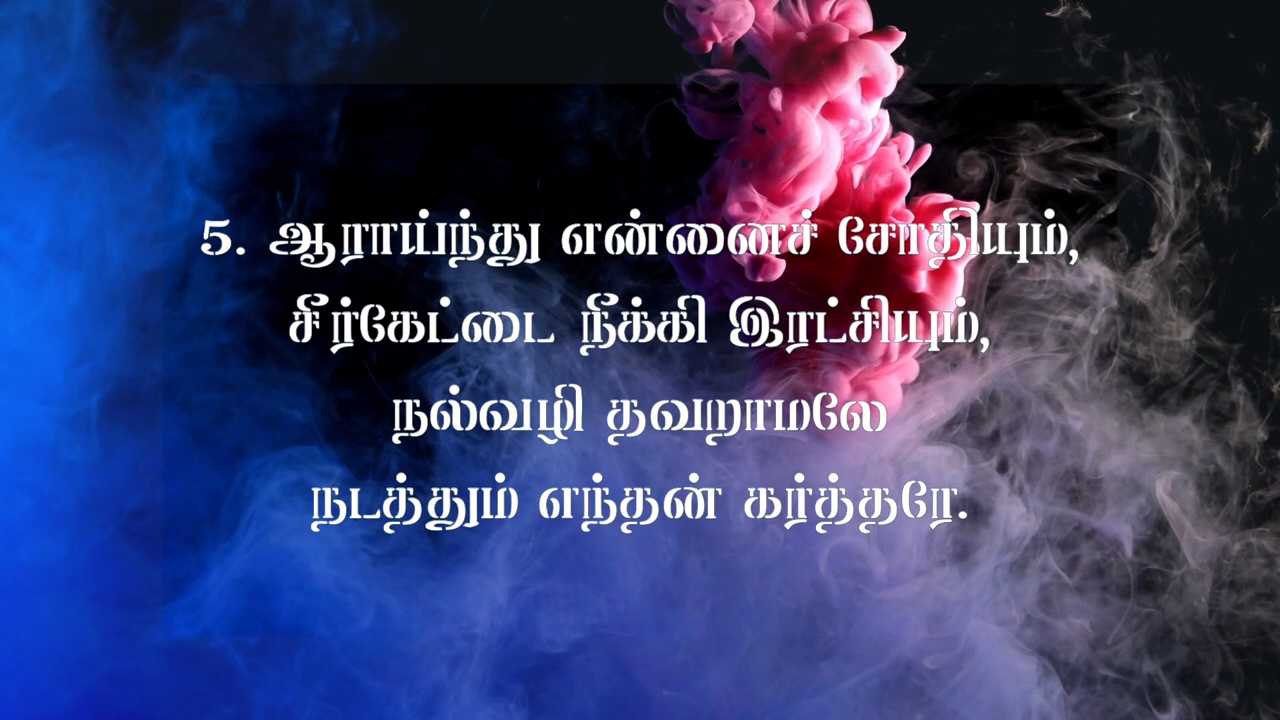 5. ஆராய்ந்து என்னைச் சோதியும்,
சீர்கேட்டை நீக்கி இரட்சியும்,
நல்வழி தவறாமலே
நடத்தும் எந்தன் கர்த்தரே.